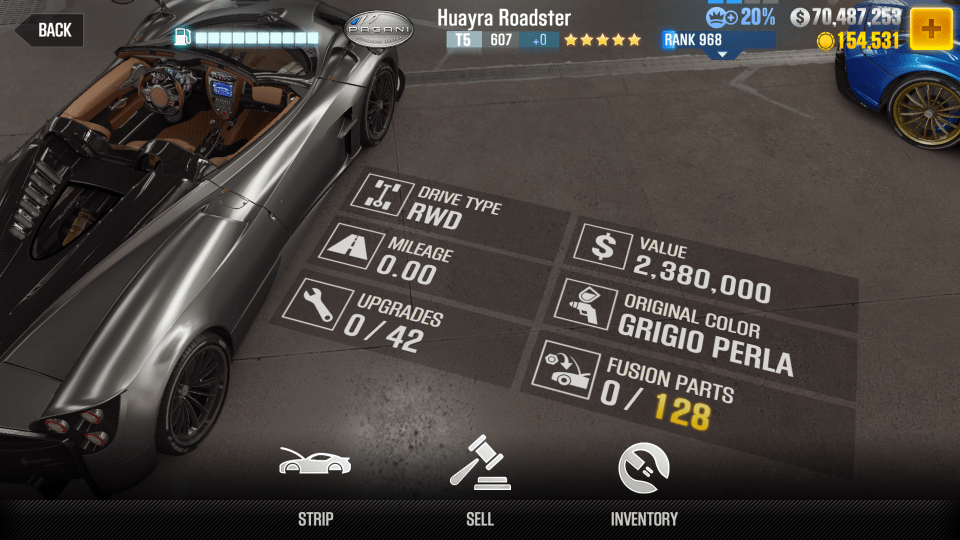 BACK
PAGANI
Huayra Roadster
T5 607 +0
RANK 968
20%
70,487,253
154,531
DRIVE TYPE
RWD
MILEAGE
0.00
UPGRADES
0/42
VALUE
2,380,000
ORIGINAL COLOR
GRIGIO PERLA
FUSION PARTS
0/128
STRIP
SELL
INVENTORY